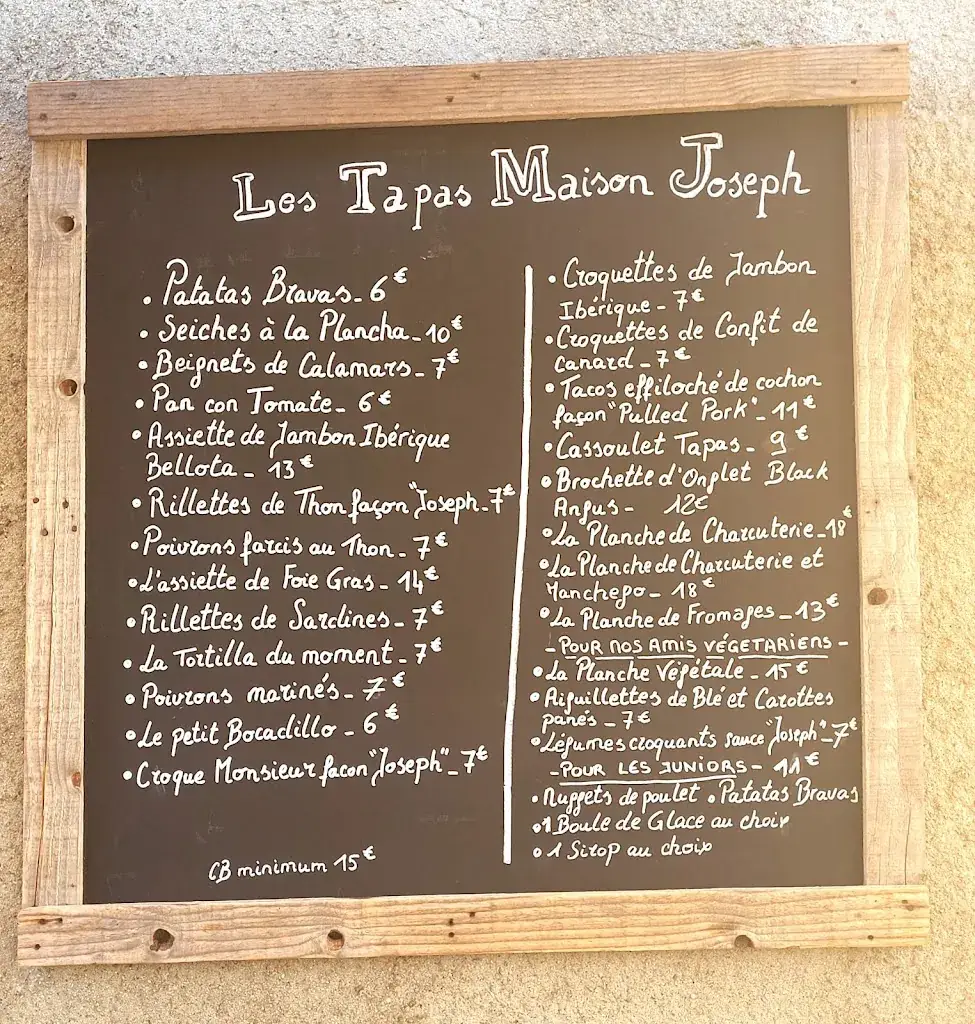 Les Tapas Maison Joseph
• Patatas Bravas - 6€
• Seiches à la Plancha - 10€
• Beignets de Calamars - 7€
• Pan con Tomate - 6€
• Assiette de Jambon Ibérique
Bellota - 13€
• Rillettes de Thon façon "Joseph - 7€
• Poivrons farcis au Thon - 7€
• L'assiette de Foie Gras - 14€
• Rillettes de Sardines - 7€
• La Tortilla du moment - 7€
• Poivrons marinés - 7€
• Le petit Bocadillo - 6€
• Croque Monsieur facon "Joseph" - 7€
CB minimum 15€
• Croquettes de Jambon
Ibérique - 7€
• Croquettes de Confit de
Canard - 7€
• Tacos effiloché de cochon
façon "Pulled Pork" - 11€
• Cassoulet Tapas - 9€
• Brochette d'Onglet Black
Angus - 12€
• La Planche de Charcuterie - 18€
• La Planche de Charcuterie et
Manchego - 18€
• La Planche de Fromages - 13€
- POUR NOS AMIS VÉGETARIENS -
• La Planche Végétale - 15€
• Aiguillettes de Blé et Carottes
panés - 7€
• Légumes croquants sauce "Joseph" - 7€
- POUR LES JUNIORS - 11€
• Nuggets de poulet • Patatas Bravas
• 1 Boule de Glace au choix
• 1 Sirop au choix